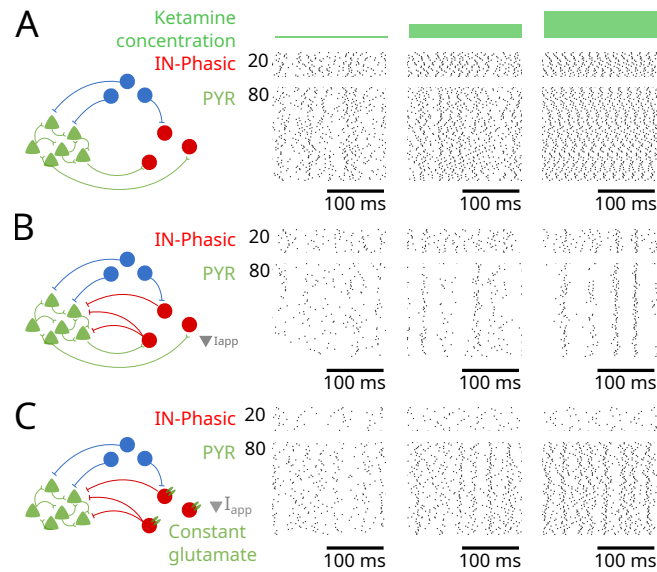 A
Ketamine
concentration
IN-Phasic 20
PYR 80
100 ms 100 ms 100 ms
B
IN-Phasic 20
PYR 80
Iapp
100 ms 100 ms 100 ms
C
IN-Phasic 20
PYR 80
Iapp
Constant
glutamate
100 ms 100 ms 100 ms